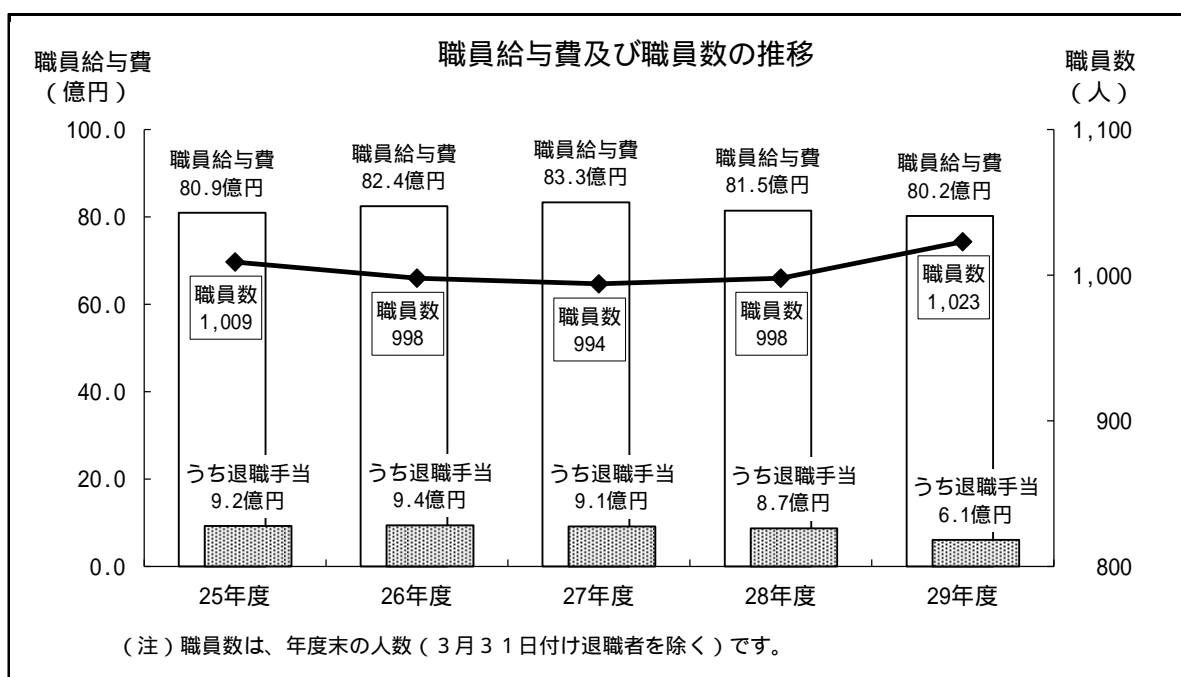 職員給与費及び職員数の推移
職員給与費
（億円）
職員数
（人）
100.0
80.0
60.0
40.0
20.0
0.0
1,100
1,000
900
800
職員給与費
80.9億円
職員給与費
82.4億円
職員給与費
83.3億円
職員給与費
81.5億円
職員給与費
80.2億円
職員数
1,009
職員数
998
職員数
994
職員数
998
職員数
1,023
うち退職手当
9.2億円
うち退職手当
9.4億円
うち退職手当
9.1億円
うち退職手当
8.7億円
うち退職手当
6.1億円
25年度
26年度
27年度
28年度
29年度
（注）職員数は、年度末の人数（３月３１日付け退職者を除く）です。